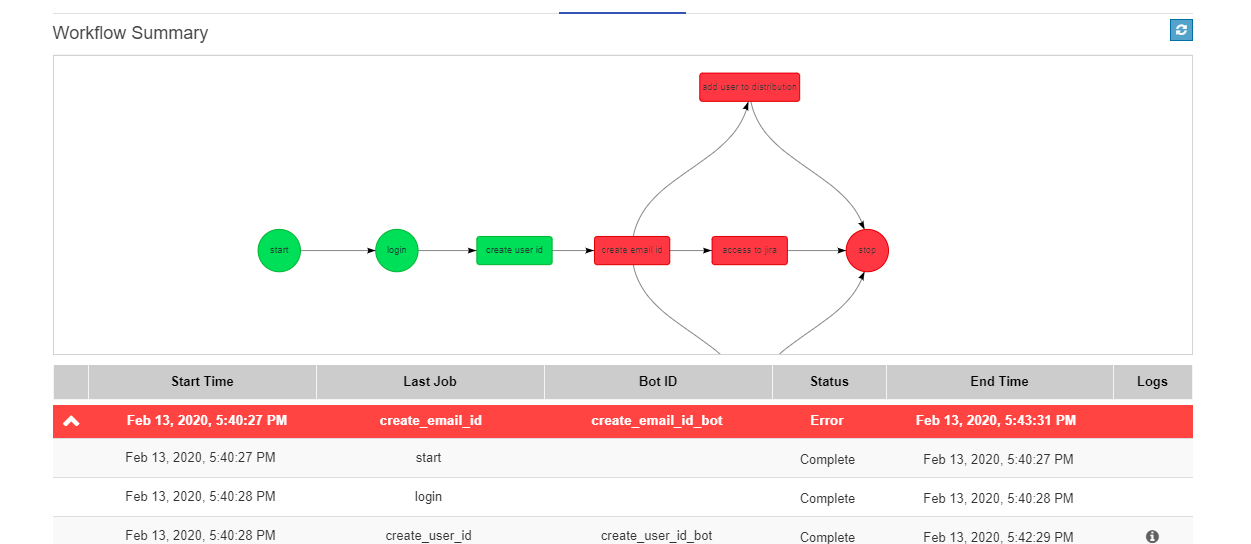 Workflow Summary
add user to distribution
start
login
create user id
create email id
access to jira
stop
Start Time Last Job Bot ID Status End Time Logs
Feb 13, 2020, 5:40:27 PM create_email_id create_email_id_bot Error Feb 13, 2020, 5:43:31 PM
Feb 13, 2020, 5:40:27 PM start Complete Feb 13, 2020, 5:40:27 PM
Feb 13, 2020, 5:40:28 PM login Complete Feb 13, 2020, 5:40:28 PM
Feb 13, 2020, 5:40:28 PM create_user_id create_user_id_bot Complete Feb 13, 2020, 5:42:29 PM